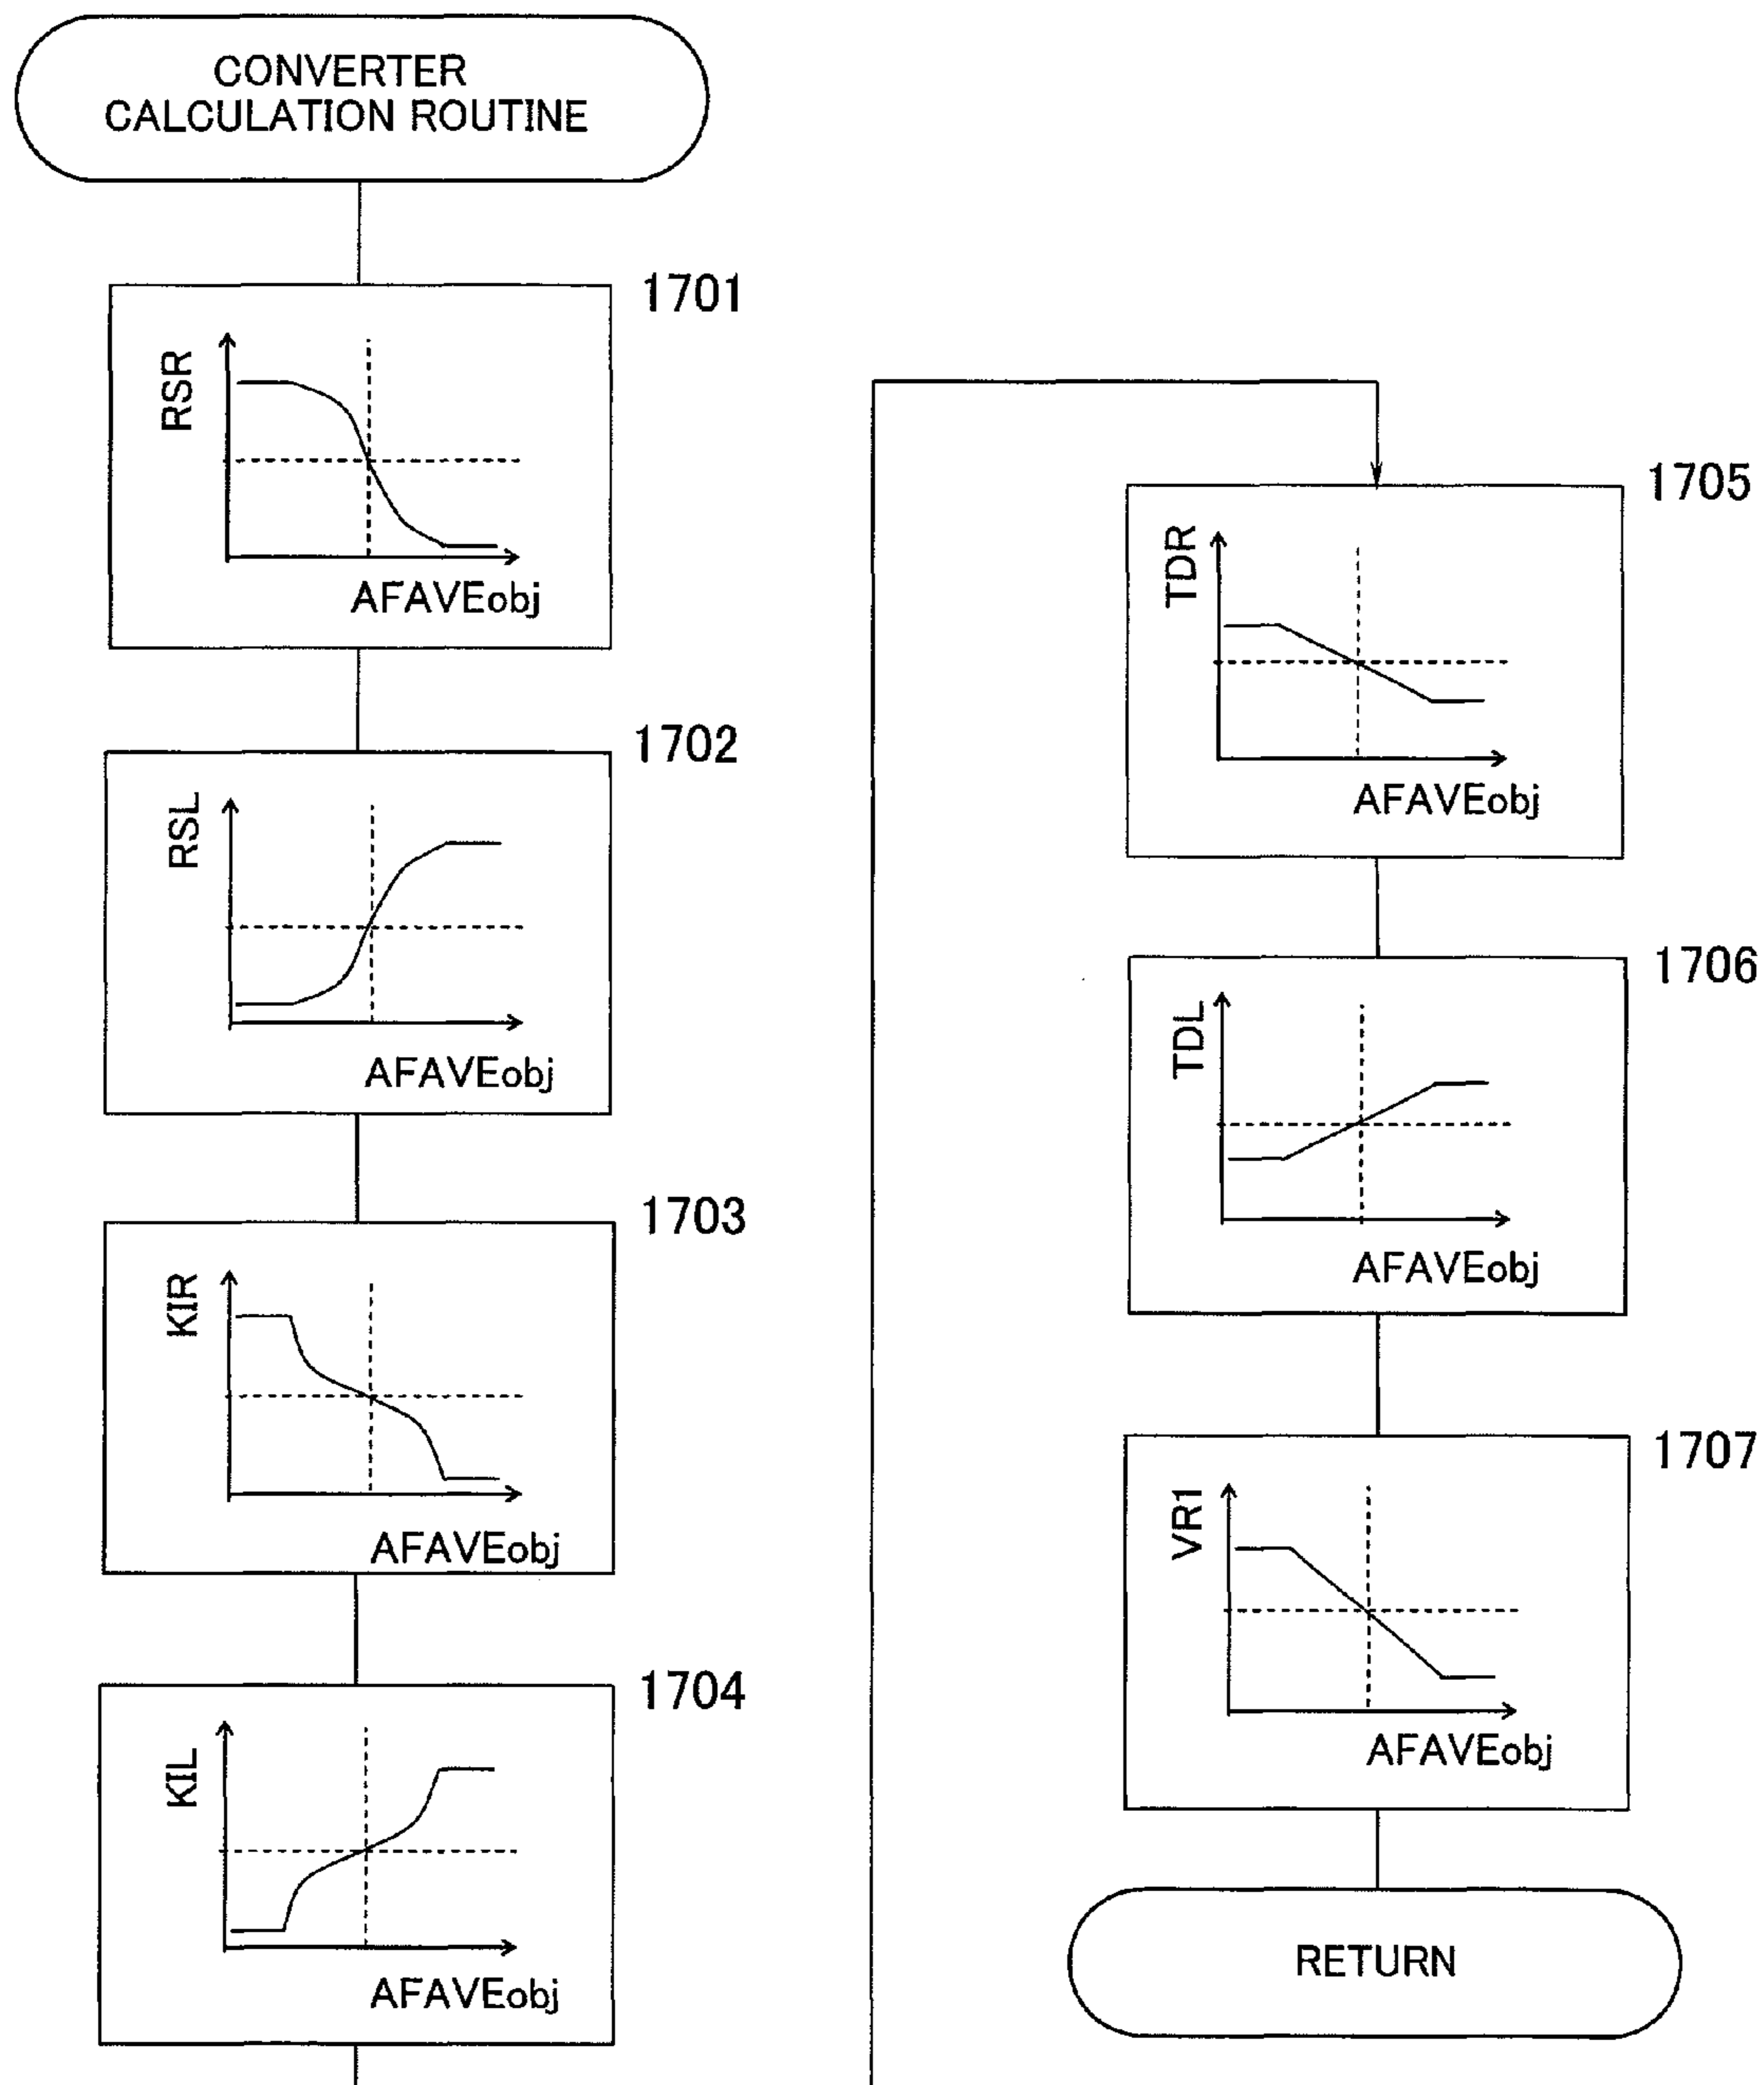 CONVERTER
CALCULATION ROUTINE
1701
RSR
AFAVEobj
1702
RSL
AFAVEobj
1703
KIR
AFAVEobj
1704
KIL
AFAVEobj
1705
TDR
AFAVEobj
1706
TDL
AFAVEobj
1707
VR1
AFAVEobj
RETURN